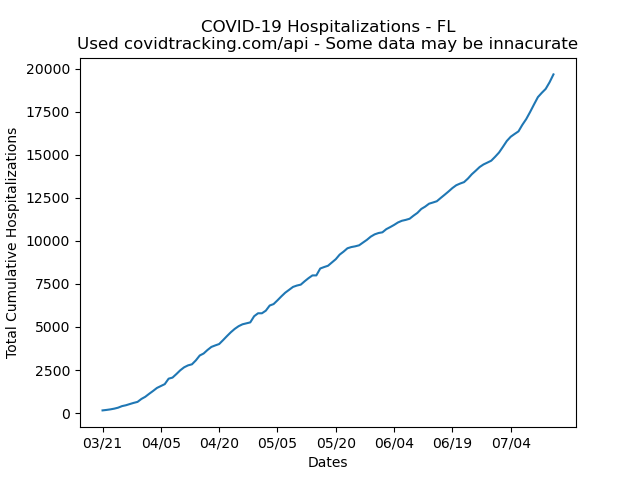 COVID-19 Hospitalizations - FL
Used covidtracking.com/api - Some data may be innacurate
Total Cumulative Hospitalizations
20000
17500
15000
12500
10000
7500
5000
2500
0
03/21 04/05 04/20 05/05 05/20 06/04 06/19 07/04
Dates